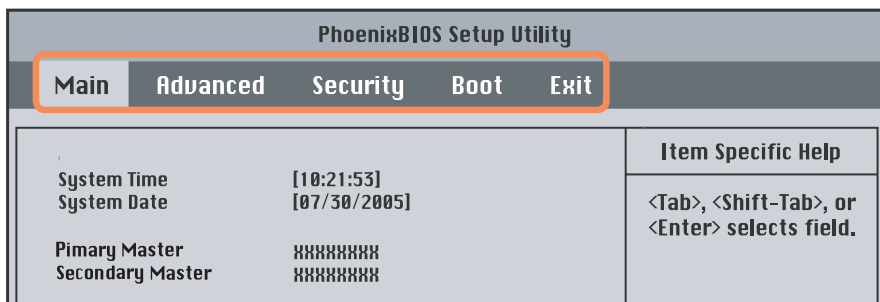 PhoenixBIOS Setup Utility
Main Advanced Security Boot Exit
Item Specific Help
System Time [10:21:53]
System Date [07/30/2005]
<Tab>, <Shift-Tab>, or
<Enter> selects field.
Pimary Master XXXXXXXX
Secondary Master XXXXXXXX